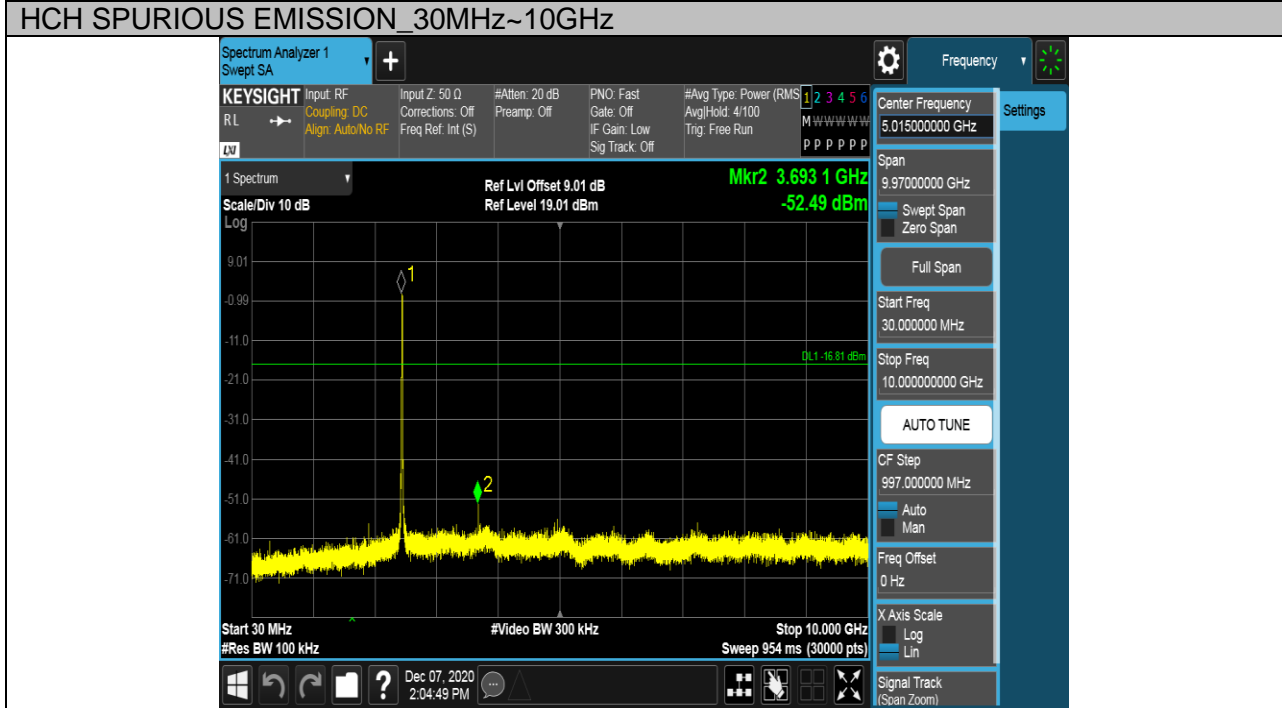 HCH SPURIOUS EMISSION_30MHz~10GHz
Spectrum Analyzer 1
Swept SA
+
Frequency
KEYSIGHT
RL
LXI
Input: RF
Coupling: DC
Align: Auto/No RF
Input Z: 50 Ω
Corrections: Off
Freq Ref: Int (S)
#Atten: 20 dB
Preamp: Off
PNO: Fast
Gate: Off
IF Gain: Low
Sig Track: Off
#Avg Type: Power (RMS
Avg|Hold: 4/100
Trig: Free Run
1 2 3 4 5 6
M W W W W W
P P P P P P
1 Spectrum
Scale/Div 10 dB
Log
Ref Lvl Offset 9.01 dB
Ref Level 19.01 dBm
Mkr2 3.693 1 GHz
-52.49 dBm
9.01
-0.99
-11.0
-21.0
-31.0
-41.0
-51.0
-61.0
-71.0
1
2
DL1 -16.81 dBm
Start 30 MHz
#Res BW 100 kHz
#Video BW 300 kHz
Stop 10.000 GHz
Sweep 954 ms (30000 pts)
Center Frequency
5.015000000 GHz
Span
9.97000000 GHz
Swept Span
Zero Span
Full Span
Start Freq
30.000000 MHz
Stop Freq
10.000000000 GHz
AUTO TUNE
CF Step
997.000000 MHz
Auto
Man
Freq Offset
0 Hz
X Axis Scale
Log
Lin
Signal Track
(Span Zoom)
Settings
?
Dec 07, 2020
2:04:49 PM